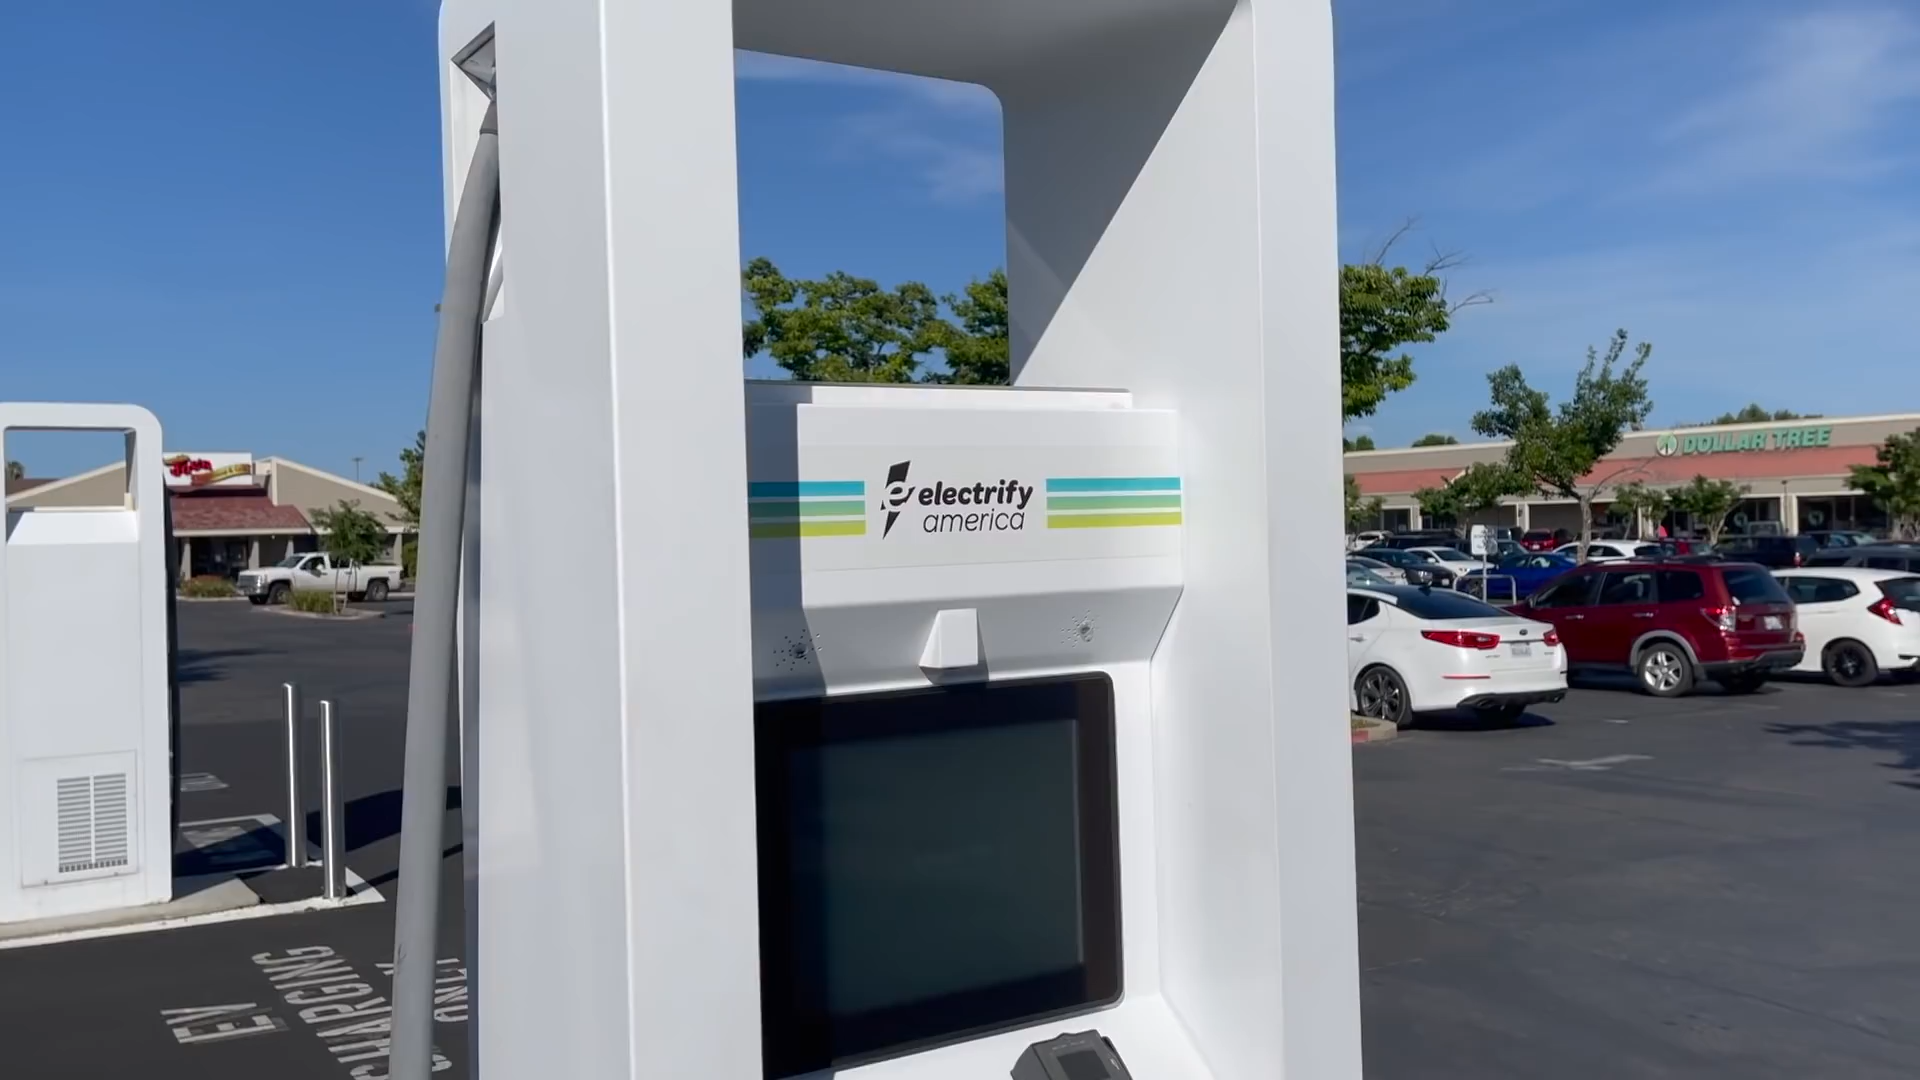 electrify
america
DOLLAR TREE
EV
CHARGING
ONLY